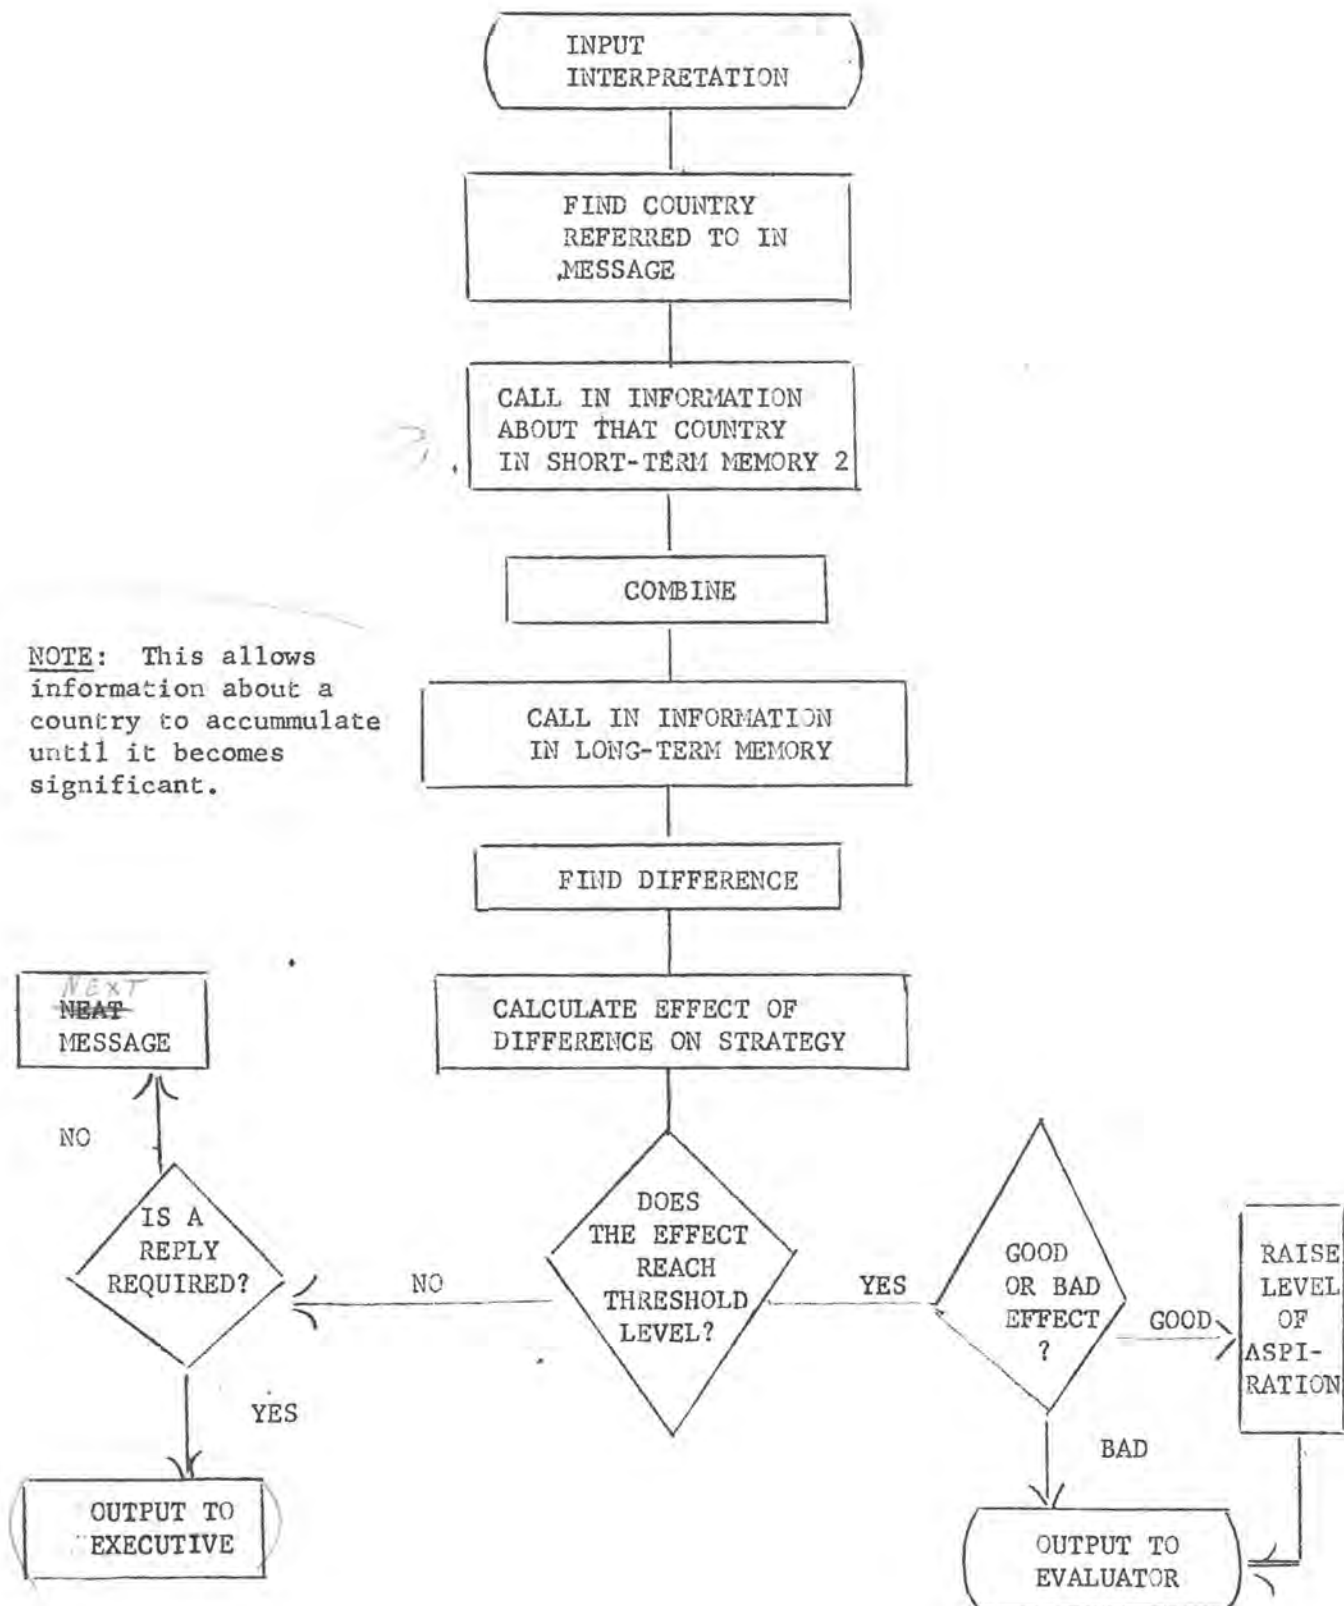 INPUT
INTERPRETATION
FIND COUNTRY
REFERRED TO IN
MESSAGE
CALL IN INFORMATION
ABOUT THAT COUNTRY
IN SHORT-TERM MEMORY 2
COMBINE
NOTE: This allows
information about a
country to accummulate
until it becomes
significant.
CALL IN INFORMATION
IN LONG-TERM MEMORY
FIND DIFFERENCE
CALCULATE EFFECT OF
DIFFERENCE ON STRATEGY
NEXT
NEAT
MESSAGE
NO
IS A
REPLY
REQUIRED?
YES
OUTPUT TO
EXECUTIVE
NO
DOES
THE EFFECT
REACH
THRESHOLD
LEVEL?
YES
GOOD
OR BAD
EFFECT
?
GOOD
RAISE
LEVEL
OF
ASPI-
RATION
BAD
OUTPUT TO
EVALUATOR